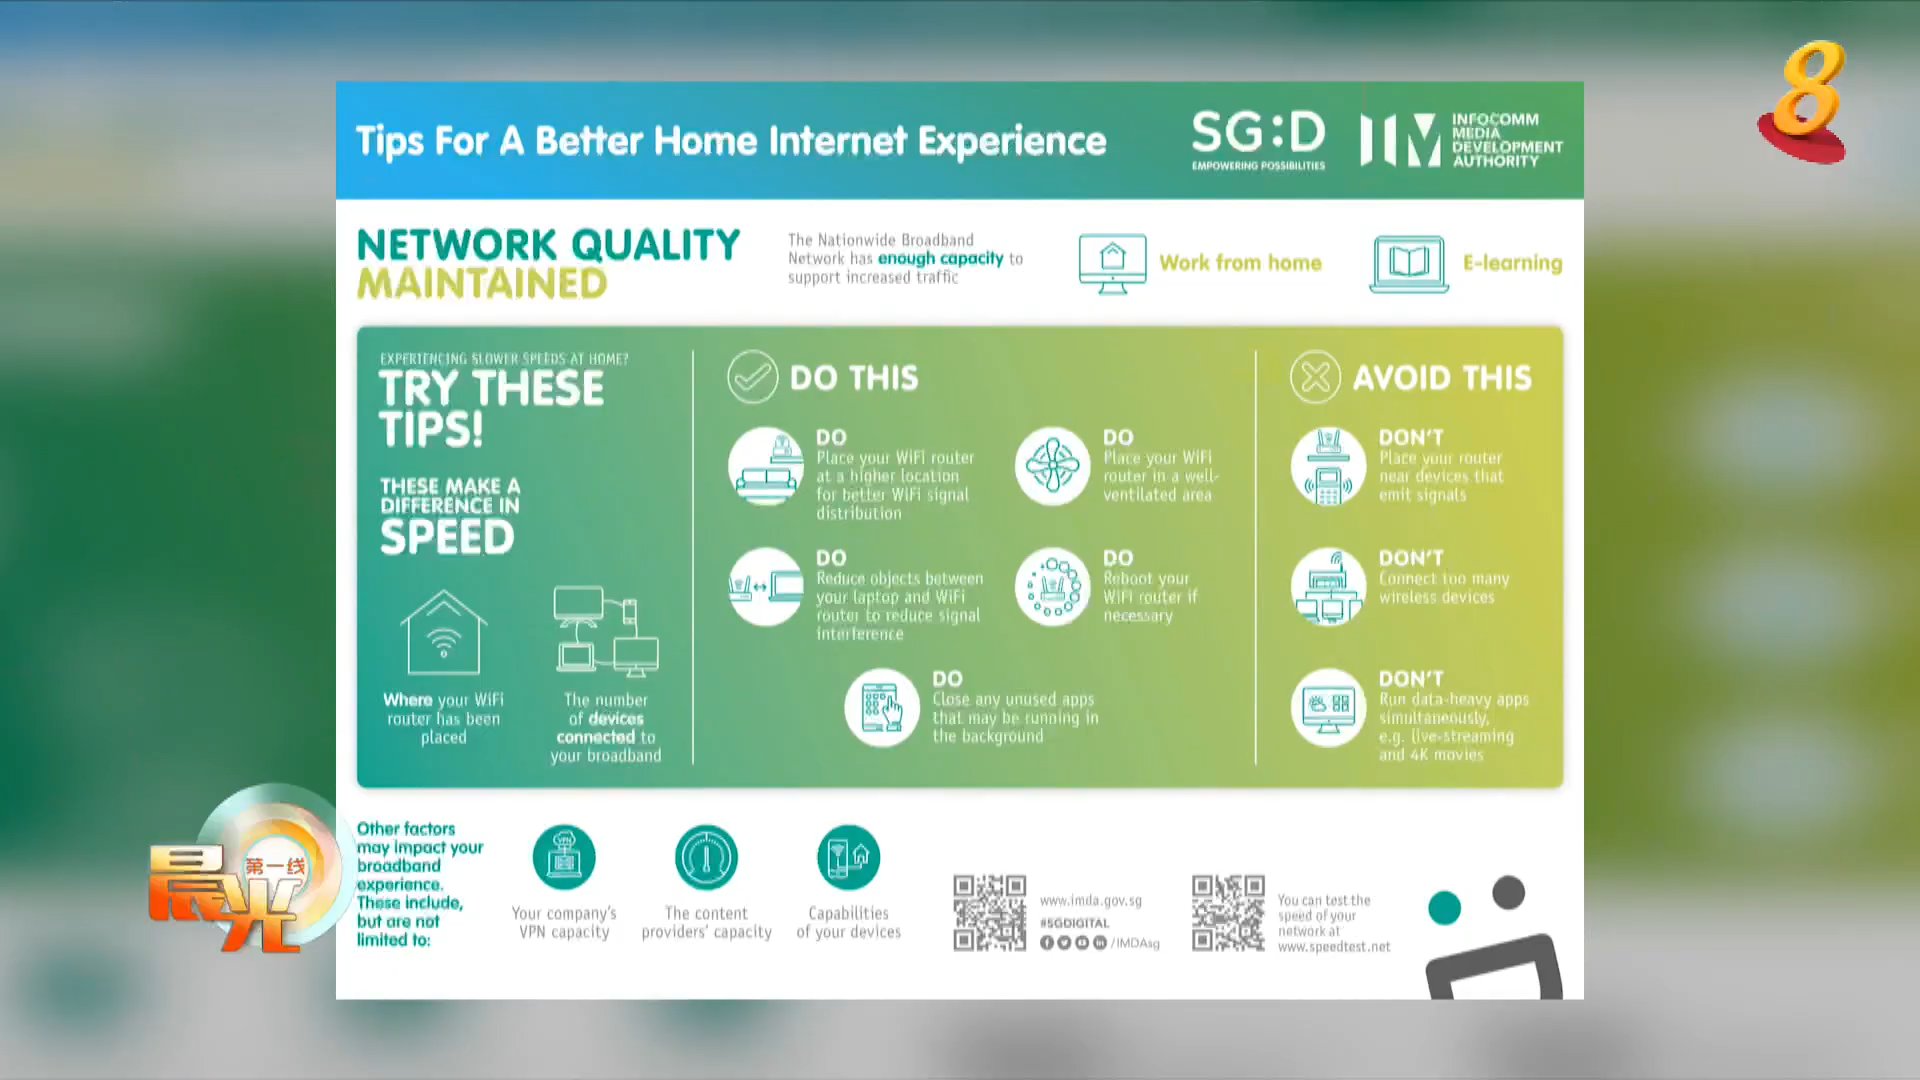 8
Tips For A Better Home Internet Experience
SG:D
EMPOWERING POSSIBILITIES
INFOCOMM
MEDIA
DEVELOPMENT
AUTHORITY
NETWORK QUALITY
MAINTAINED
The Nationwide Broadband
Network has enough capacity to
support increased traffic
Work from home
E-learning
EXPERIENCING SLOWER SPEEDS AT HOME?
TRY THESE
TIPS!
THESE MAKE A
DIFFERENCE IN
SPEED
Where your WiFi
router has been
placed
The number
of devices
connected to
your broadband
DO THIS
DO
Place your WiFi router
at a higher location
for better WiFi signal
distribution
DO
Place your WiFi
router in a well-
ventilated area
DO
Reduce objects between
your laptop and WiFi
router to reduce signal
interference
DO
Reboot your
WiFi router if
necessary
DO
Close any unused apps
that may be running in
the background
AVOID THIS
DON'T
Place your router
near devices that
emit signals
DON'T
Connect too many
wireless devices
DON'T
Run data-heavy apps
simultaneously,
e.g. live-streaming
and 4K movies
Other factors
may impact your
broadband
experience.
These include,
but are not
limited to:
VPN
Your company's
VPN capacity
The content
providers' capacity
Capabilities
of your devices
www.imda.gov.sg
#SGDIGITAL
/IMDAsg
You can test the
speed of your
network at
www.speedtest.net
晨光
第一线